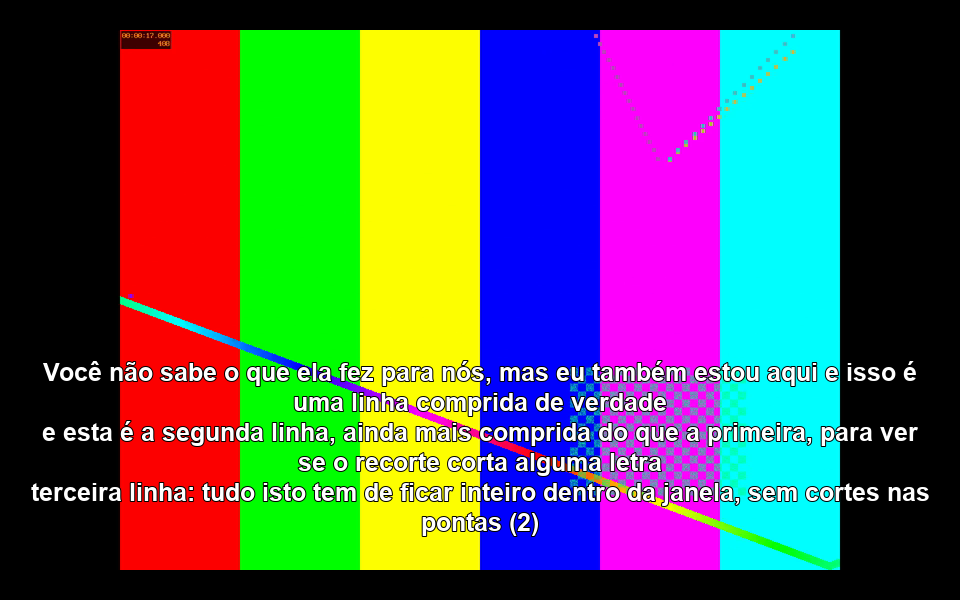 00:00:17.000
408
Você não sabe o que ela fez para nós, mas eu também estou aqui e isso é
uma linha comprida de verdade
e esta é a segunda linha, ainda mais comprida do que a primeira, para ver
se o recorte corta alguma letra
terceira linha: tudo isto tem de ficar inteiro dentro da janela, sem cortes nas
pontas (2)